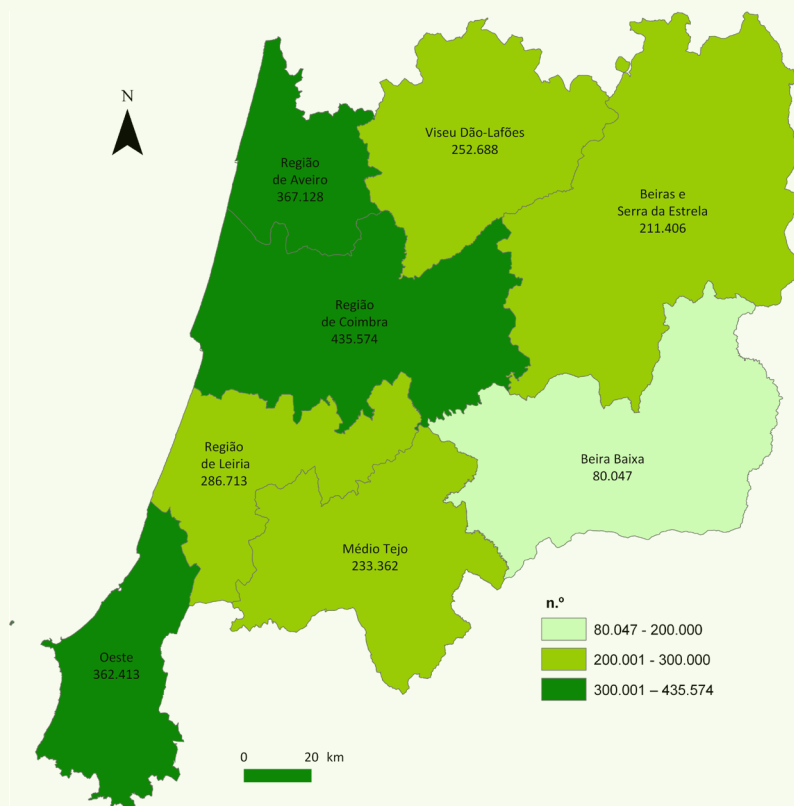 N
Viseu Dão-Lafões
252.688
Região
de Aveiro
367.128
Beiras e
Serra da Estrela
211.406
Região
de Coimbra
435.574
Região
de Leiria
286.713
Beira Baixa
80.047
Médio Tejo
233.362
Oeste
362.413
n.º
80.047 - 200.000
200.001 - 300.000
300.001 – 435.574
0 20 km